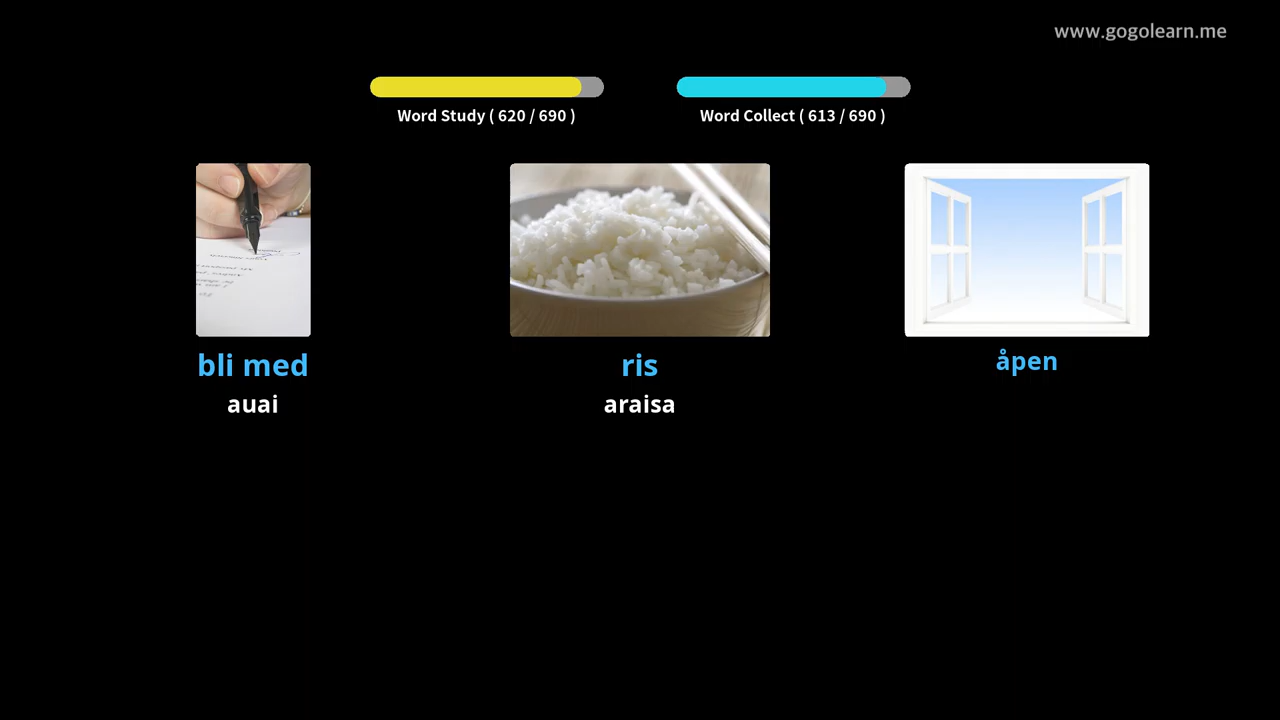 www.gogolearn.me
Word Study ( 620 / 690 )
Word Collect ( 613 / 690 )
bli med
ris
åpen
auai
araisa